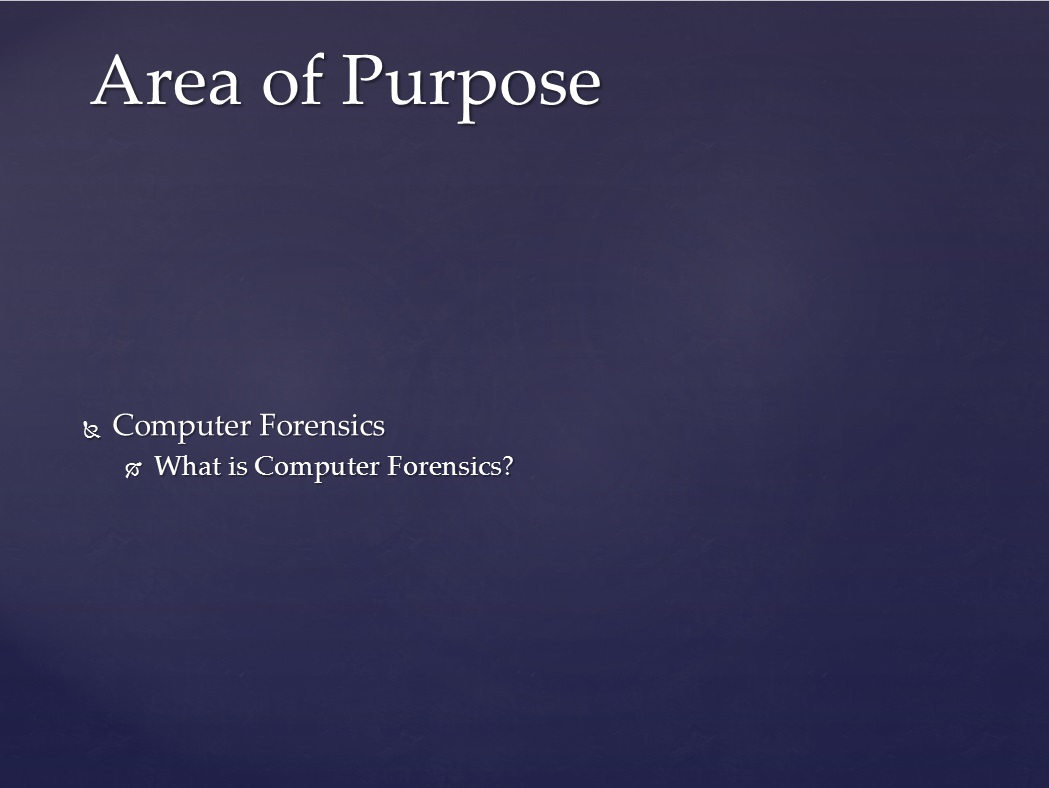 Area of Purpose
Computer Forensics
What is Computer Forensics?